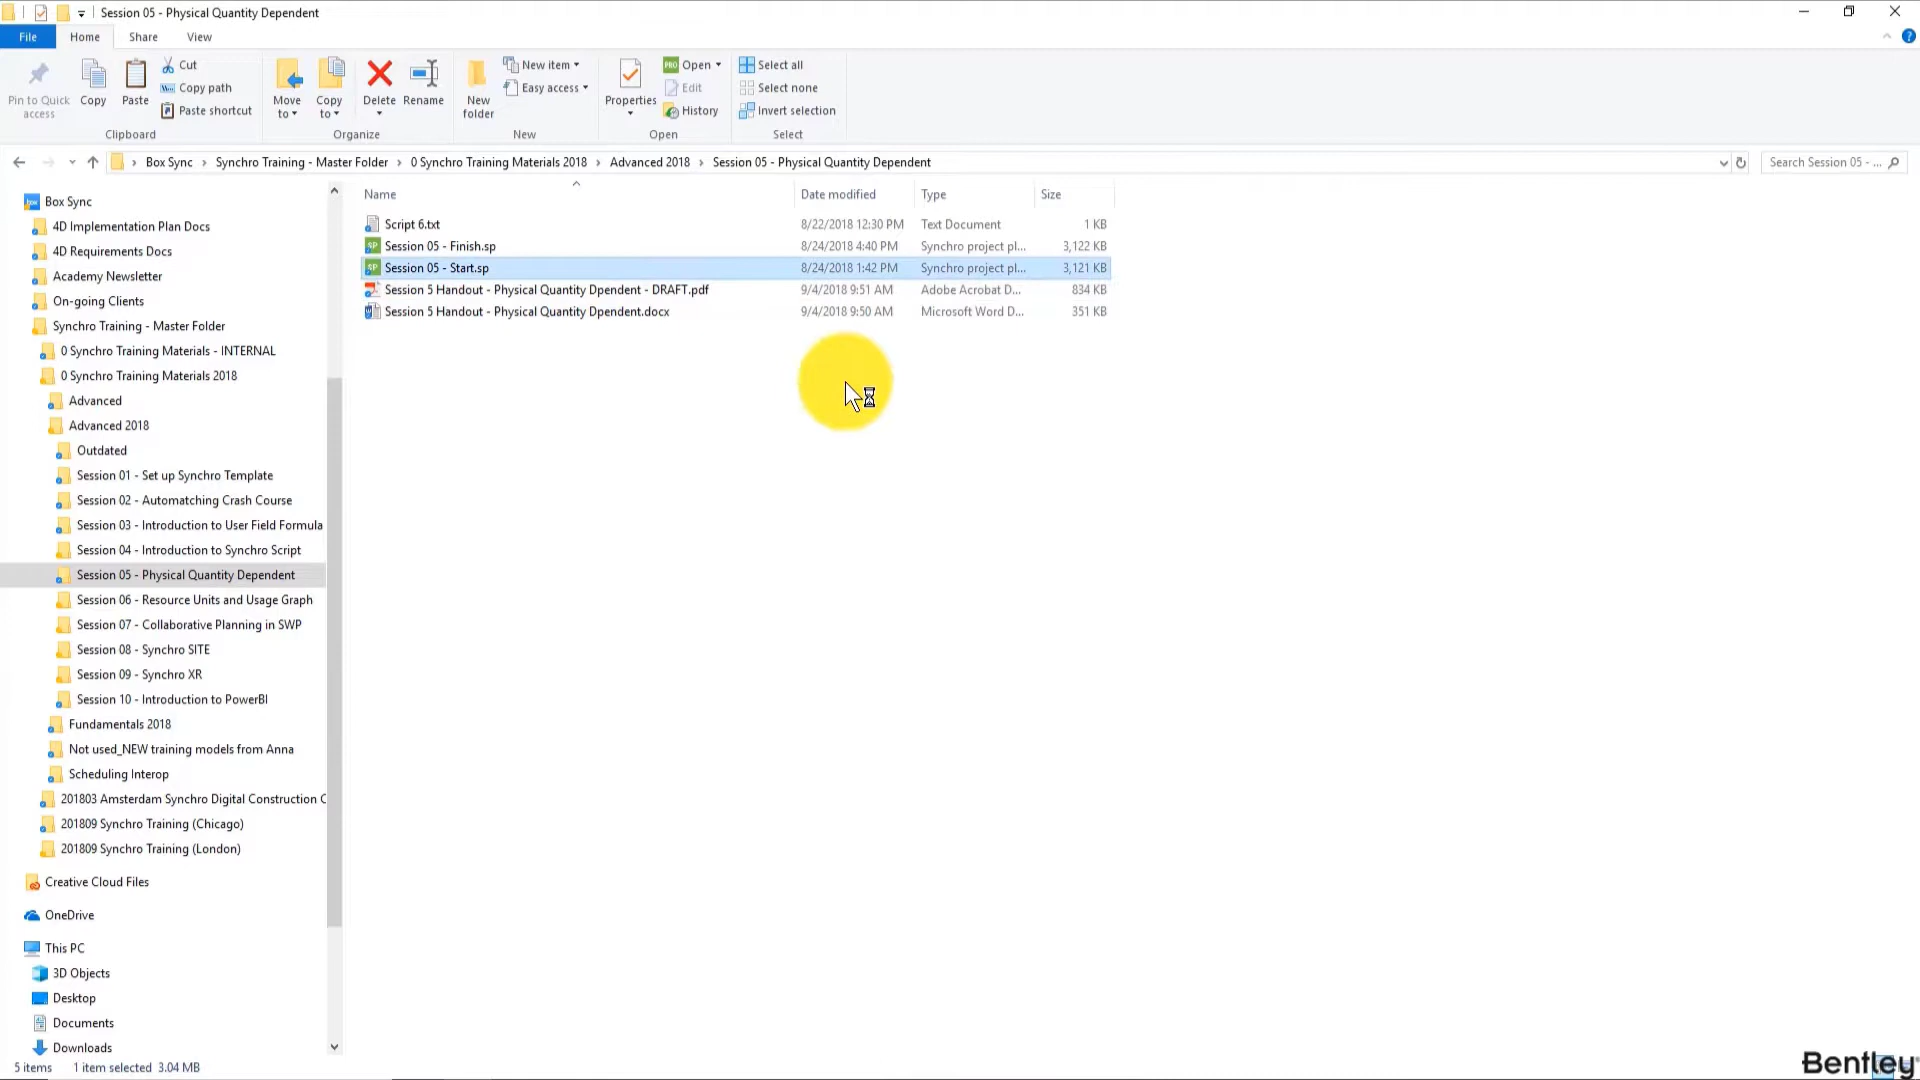 Session 05 - Physical Quantity Dependent
File
Home
Share
View
Pin to Quick access
Copy
Paste
Cut
Copy path
Paste shortcut
Clipboard
Move to
Copy to
Delete
Rename
Organize
New folder
New item
Easy access
New
Properties
Open
Edit
History
Open
Select all
Select none
Invert selection
Select
Box Sync › Synchro Training - Master Folder › 0 Synchro Training Materials 2018 › Advanced 2018 › Session 05 - Physical Quantity Dependent
Search Session 05 - ...
Box Sync
4D Implementation Plan Docs
4D Requirements Docs
Academy Newsletter
On-going Clients
Synchro Training - Master Folder
0 Synchro Training Materials - INTERNAL
0 Synchro Training Materials 2018
Advanced
Advanced 2018
Outdated
Session 01 - Set up Synchro Template
Session 02 - Automatching Crash Course
Session 03 - Introduction to User Field Formula
Session 04 - Introduction to Synchro Script
Session 05 - Physical Quantity Dependent
Session 06 - Resource Units and Usage Graph
Session 07 - Collaborative Planning in SWP
Session 08 - Synchro SITE
Session 09 - Synchro XR
Session 10 - Introduction to PowerBI
Fundamentals 2018
Not used_NEW training models from Anna
Scheduling Interop
201803 Amsterdam Synchro Digital Construction C
201809 Synchro Training (Chicago)
201809 Synchro Training (London)
Creative Cloud Files
OneDrive
This PC
3D Objects
Desktop
Documents
Downloads
Name Date modified Type Size
Script 6.txt 8/22/2018 12:30 PM Text Document 1 KB
Session 05 - Finish.sp 8/24/2018 4:40 PM Synchro project pl... 3,122 KB
Session 05 - Start.sp 8/24/2018 1:42 PM Synchro project pl... 3,121 KB
Session 5 Handout - Physical Quantity Dpendent - DRAFT.pdf 9/4/2018 9:51 AM Adobe Acrobat D... 834 KB
Session 5 Handout - Physical Quantity Dpendent.docx 9/4/2018 9:50 AM Microsoft Word D... 351 KB
5 items 1 item selected 3.04 MB
Bentley